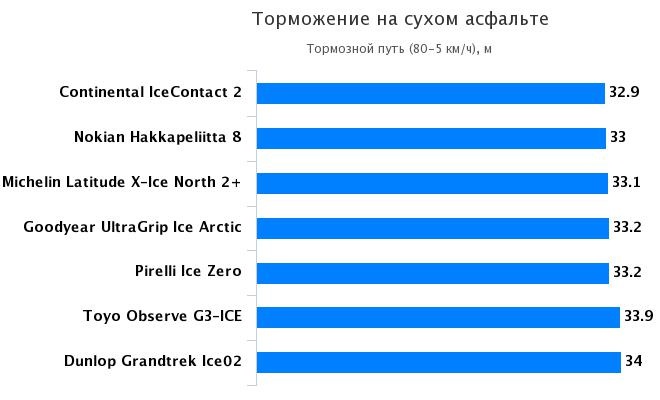 Торможение на сухом асфальте
Тормозной путь (80-5 км/ч), м
Continental IceContact 2 32.9
Nokian Hakkapeliitta 8 33
Michelin Latitude X-Ice North 2+ 33.1
Goodyear UltraGrip Ice Arctic 33.2
Pirelli Ice Zero 33.2
Toyo Observe G3-ICE 33.9
Dunlop Grandtrek Ice02 34